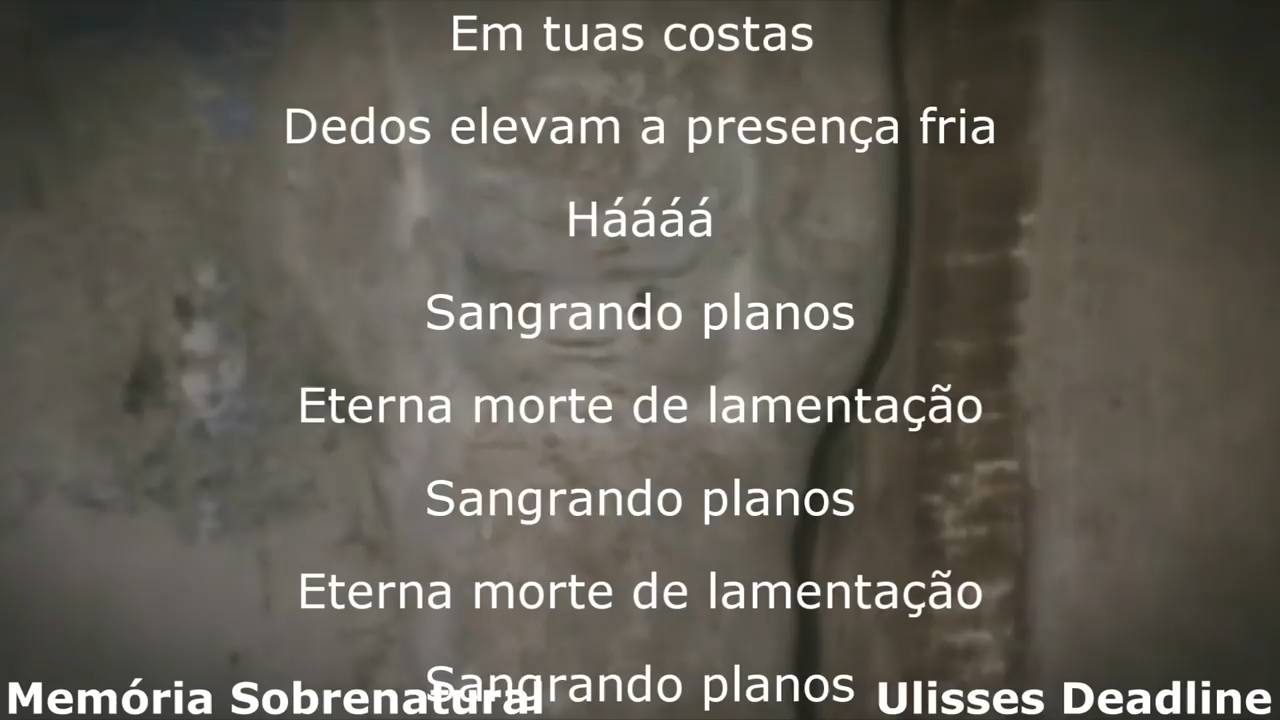 Em tuas costas
Dedos elevam a presença fria
Háááá
Sangrando planos
Eterna morte de lamentação
Sangrando planos
Eterna morte de lamentação
Sangrando planos
Memória Sobrenatural
Ulisses Deadline